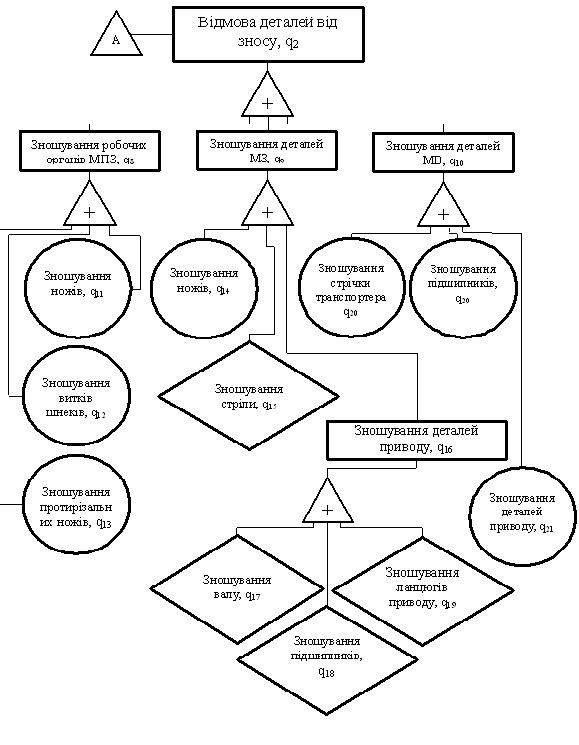 Відмова деталей від
зносу, q2
A
+
Зношування робочих
органів МПЗ, q8
Зношування деталей
МЗ, q9
Зношування деталей
MD, q10
+
+
+
Зношування
ножів, q11
Зношування
ножів, q14
Зношування
стрічки
транспортера
q20
Зношування
підшипників,
q20
Зношування
витків
шнеків, q12
Зношування
стріли, q15
Зношування деталей
приводу, q16
Зношування
протирізальн
их ножів, q13
+
Зношування
деталей
приводу, q21
Зношування
валу, q17
Зношування
ланцюгів
приводу, q19
Зношування
підшипників,
q18